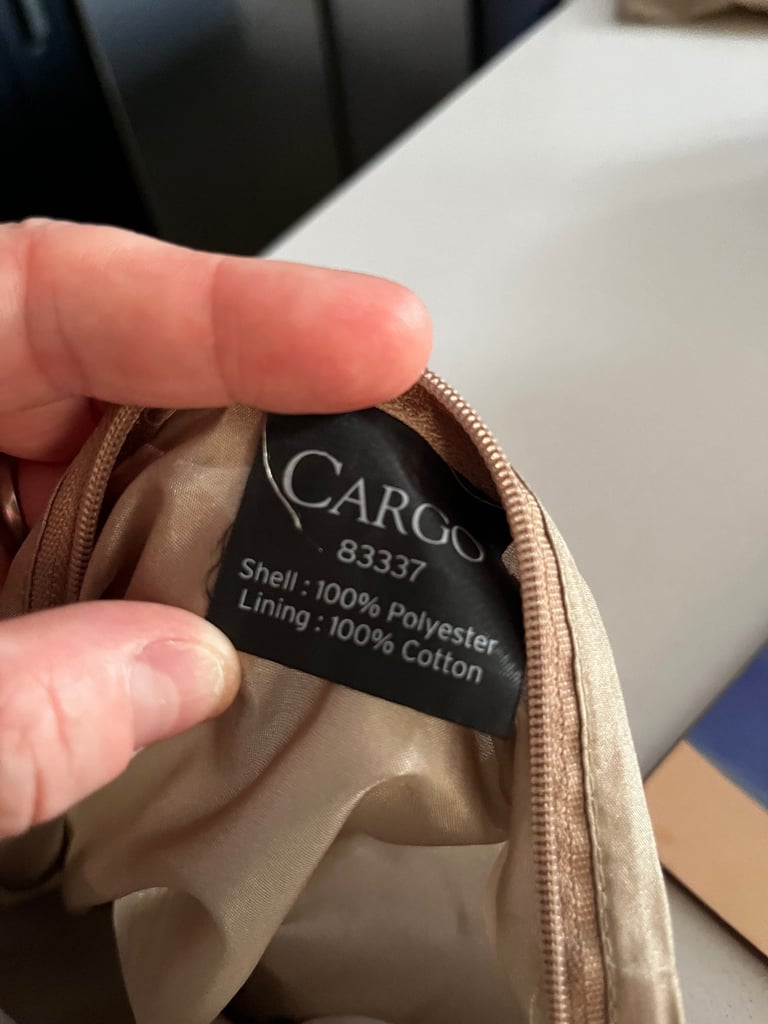 CARGO
83337
Shell : 100% Polyester
Lining : 100% Cotton